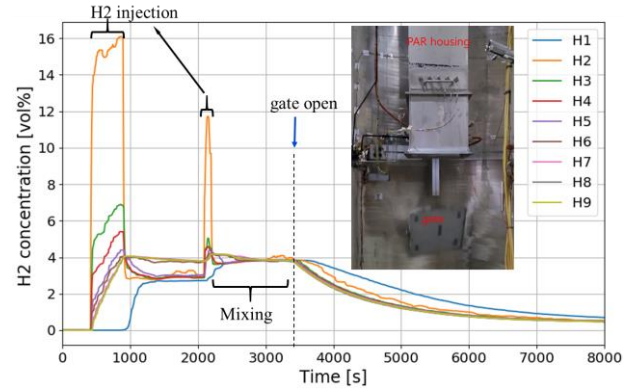 H2 injection
16
14
12
10
8
6
4
2
0
H2 concentration [vol%]
gate open
Mixing
PAR housing
gate
H1
H2
H3
H4
H5
H6
H7
H8
H9
0 1000 2000 3000 4000 5000 6000 7000 8000
Time [s]